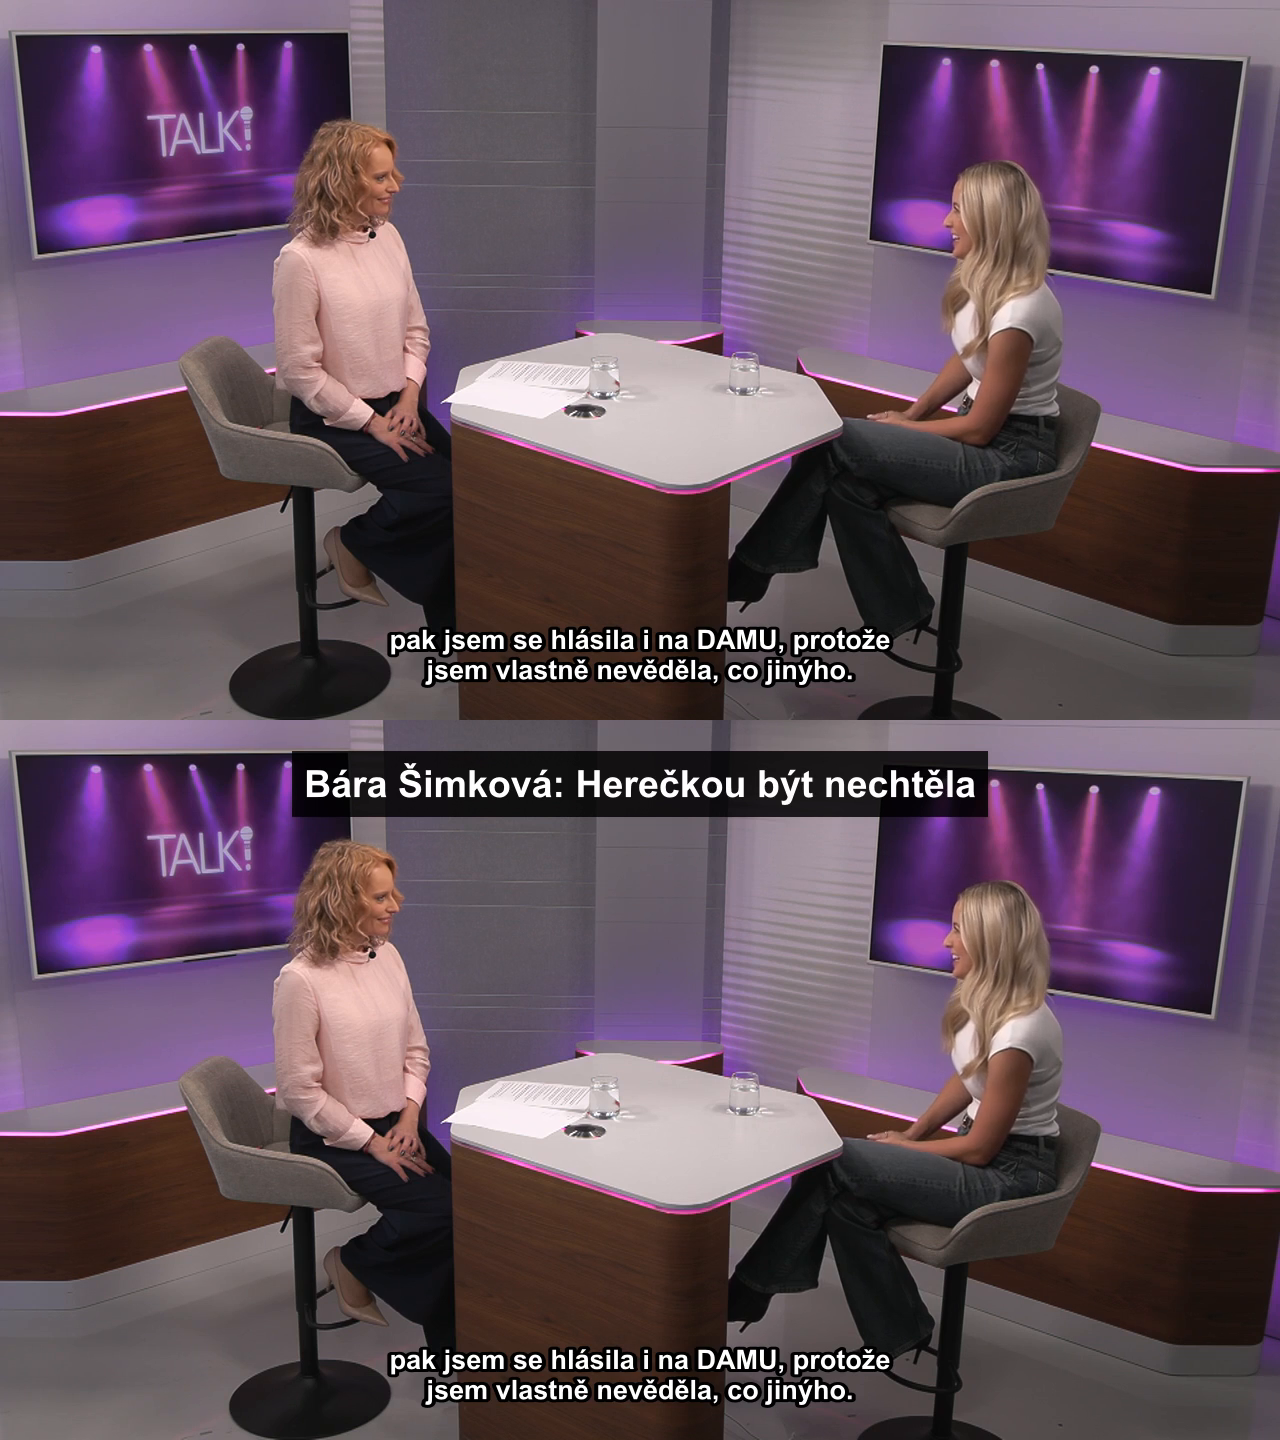 TALK!
pak jsem se hlásila i na DAMU, protože
jsem vlastně nevěděla, co jinýho.
Bára Šimková: Herečkou být nechtěla
TALK!
pak jsem se hlásila i na DAMU, protože
jsem vlastně nevěděla, co jinýho.